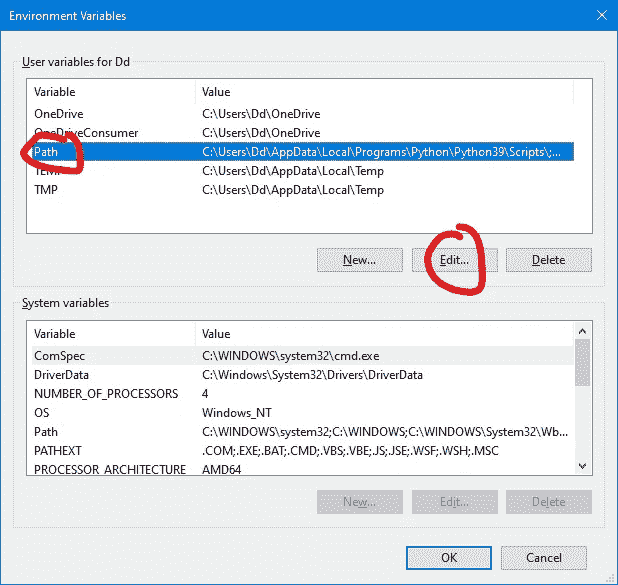 Environment Variables
User variables for Dd
Variable Value
OneDrive C:\Users\Dd\OneDrive
OneDriveConsumer C:\Users\Dd\OneDrive
Path C:\Users\Dd\AppData\Local\Programs\Python\Python39\Scripts\;...
TEMP C:\Users\Dd\AppData\Local\Temp
TMP C:\Users\Dd\AppData\Local\Temp
New... Edit... Delete
System variables
Variable Value
ComSpec C:\WINDOWS\system32\cmd.exe
DriverData C:\Windows\System32\Drivers\DriverData
NUMBER_OF_PROCESSORS 4
OS Windows_NT
Path C:\WINDOWS\system32;C:\WINDOWS;C:\WINDOWS\System32\Wb...
PATHEXT .COM;.EXE;.BAT;.CMD;.VBS;.VBE;.JS;.JSE;.WSF;.WSH;.MSC
PROCESSOR_ARCHITECTURE AMD64
New... Edit... Delete
OK Cancel